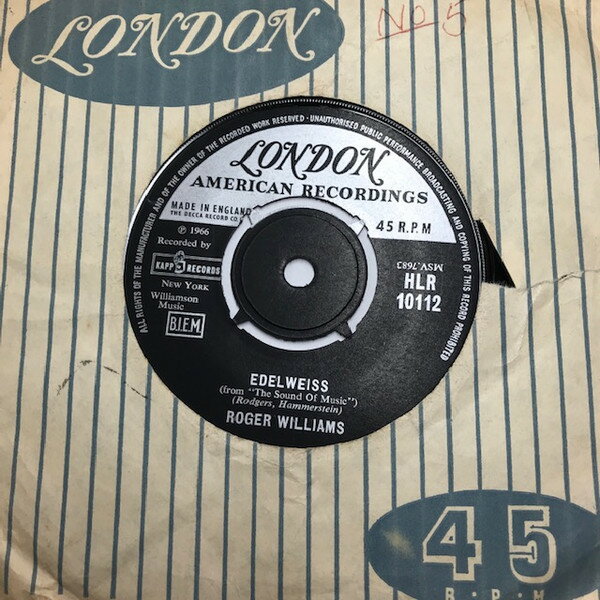 LONDON
No 5
ALL RIGHTS OF THE MANUFACTURER AND OF THE OWNER OF THE RECORDED WORK RESERVED · UNAUTHORISED PUBLIC PERFORMANCE BROADCASTING AND COPYING OF THIS RECORD PROHIBITED
LONDON
AMERICAN RECORDINGS
MADE IN ENGLAND
THE DECCA RECORD CO.
45 R.P.M
℗ 1966
Recorded by
KAPP RECORDS
NEW YORK
Williamson
Music
B.I.E.M.
MSV.7683
HLR
10112
EDELWEISS
(from "The Sound Of Music")
(Rodgers, Hammerstein)
ROGER WILLIAMS
45
R·P·M